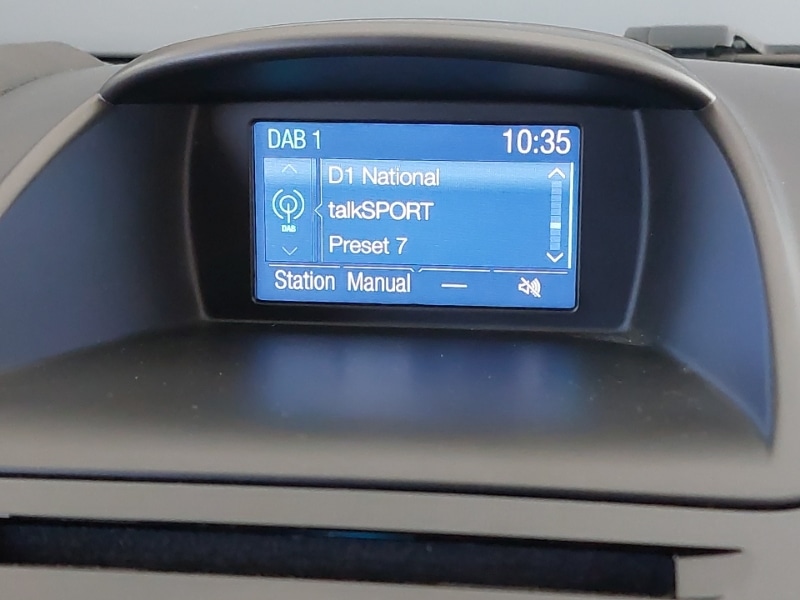 DAB 1 10:35
D1 National
talkSPORT
DAB
Preset 7
Station Manual